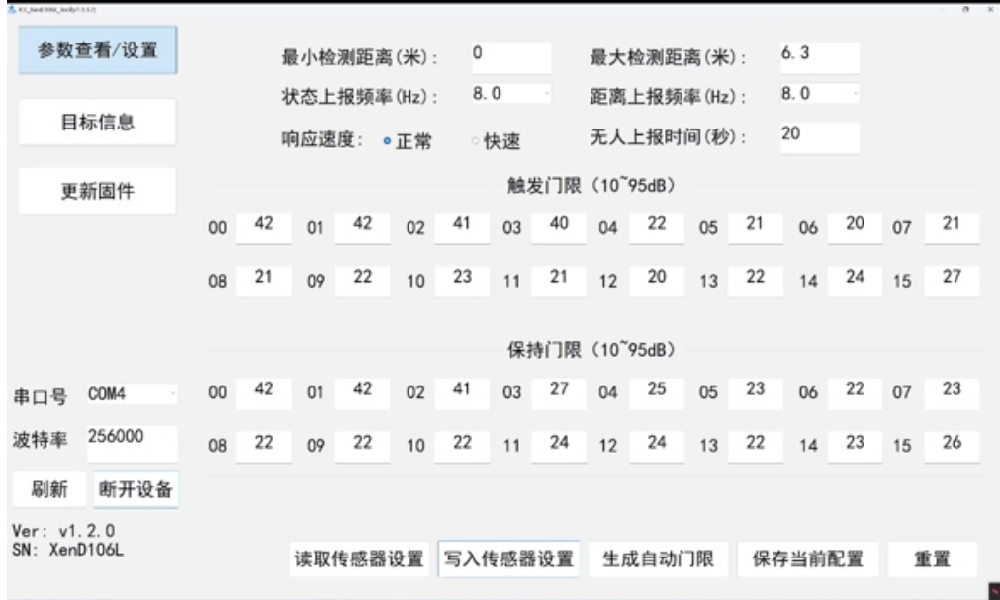 参数查看/设置
目标信息
更新固件
最小检测距离(米): 0 最大检测距离(米): 6.3
状态上报频率(Hz): 8.0 距离上报频率(Hz): 8.0
响应速度: 正常 快速 无人上报时间(秒): 20
触发门限（10~95dB）
00 42 01 42 02 41 03 40 04 22 05 21 06 20 07 21
08 21 09 22 10 23 11 21 12 20 13 22 14 24 15 27
保持门限（10~95dB）
00 42 01 42 02 41 03 27 04 25 05 23 06 22 07 23
08 22 09 22 10 22 11 24 12 24 13 22 14 23 15 26
串口号 COM4
波特率 256000
刷新 断开设备
Ver: v1.2.0
SN: XenD106L
读取传感器设置 写入传感器设置 生成自动门限 保存当前配置 重置